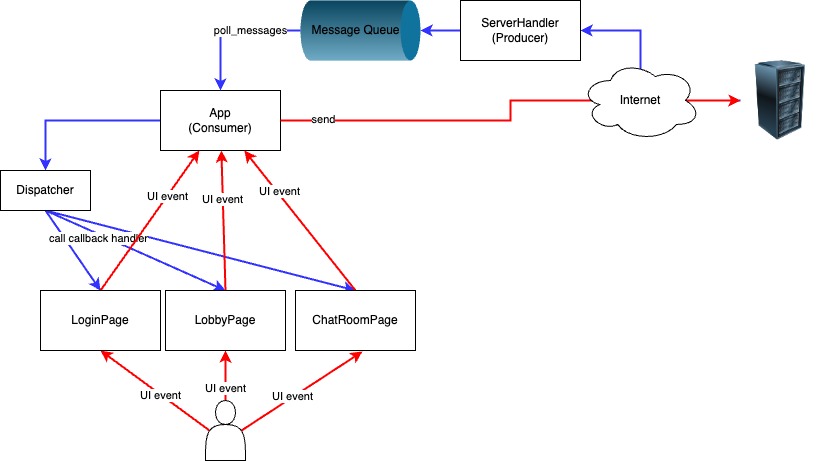 ServerHandler
(Producer)
poll_messages
Message Queue
Internet
App
(Consumer)
send
Dispatcher
UI event
UI event
UI event
call callback handler
LoginPage
LobbyPage
ChatRoomPage
UI event
UI event
UI event